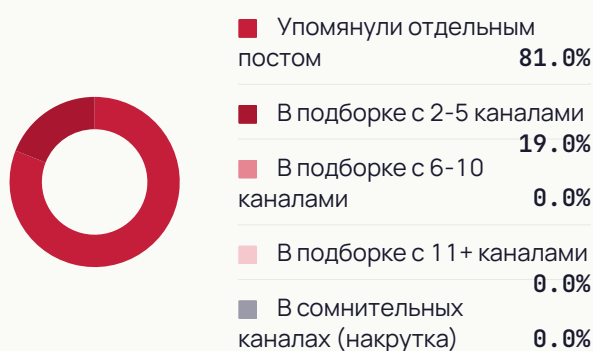 Упомянули отдельным
постом 81.0%
В подборке с 2-5 каналами
19.0%
В подборке с 6-10
каналами 0.0%
В подборке с 11+ каналами
0.0%
В сомнительных
каналах (накрутка) 0.0%